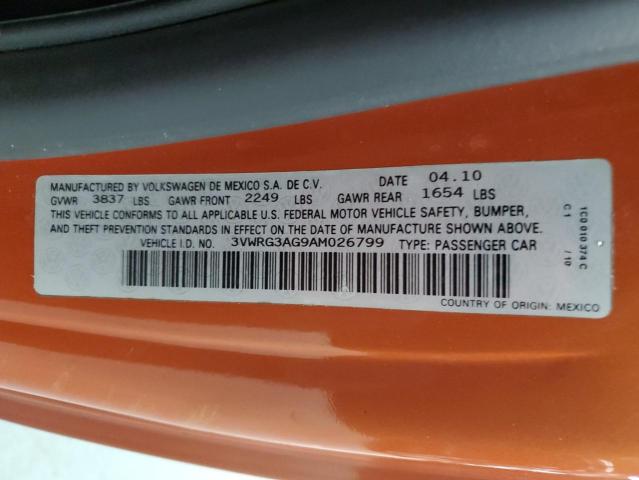 MANUFACTURED BY VOLKSWAGEN DE MEXICO S.A. DE C.V. DATE 04.10
GVWR 3837 LBS GAWR FRONT 2249 LBS GAWR REAR 1654 LBS
THIS VEHICLE CONFORMS TO ALL APPLICABLE U.S. FEDERAL MOTOR VEHICLE SAFETY, BUMPER,
AND THEFT PREVENTION STANDARDS IN EFFECT ON THE DATE OF MANUFACTURE SHOWN ABOVE.
VEHICLE I.D. NO. 3VWRG3AG9AM026799 TYPE: PASSENGER CAR
COUNTRY OF ORIGIN: MEXICO
1C0 010 374 C
C1 /10